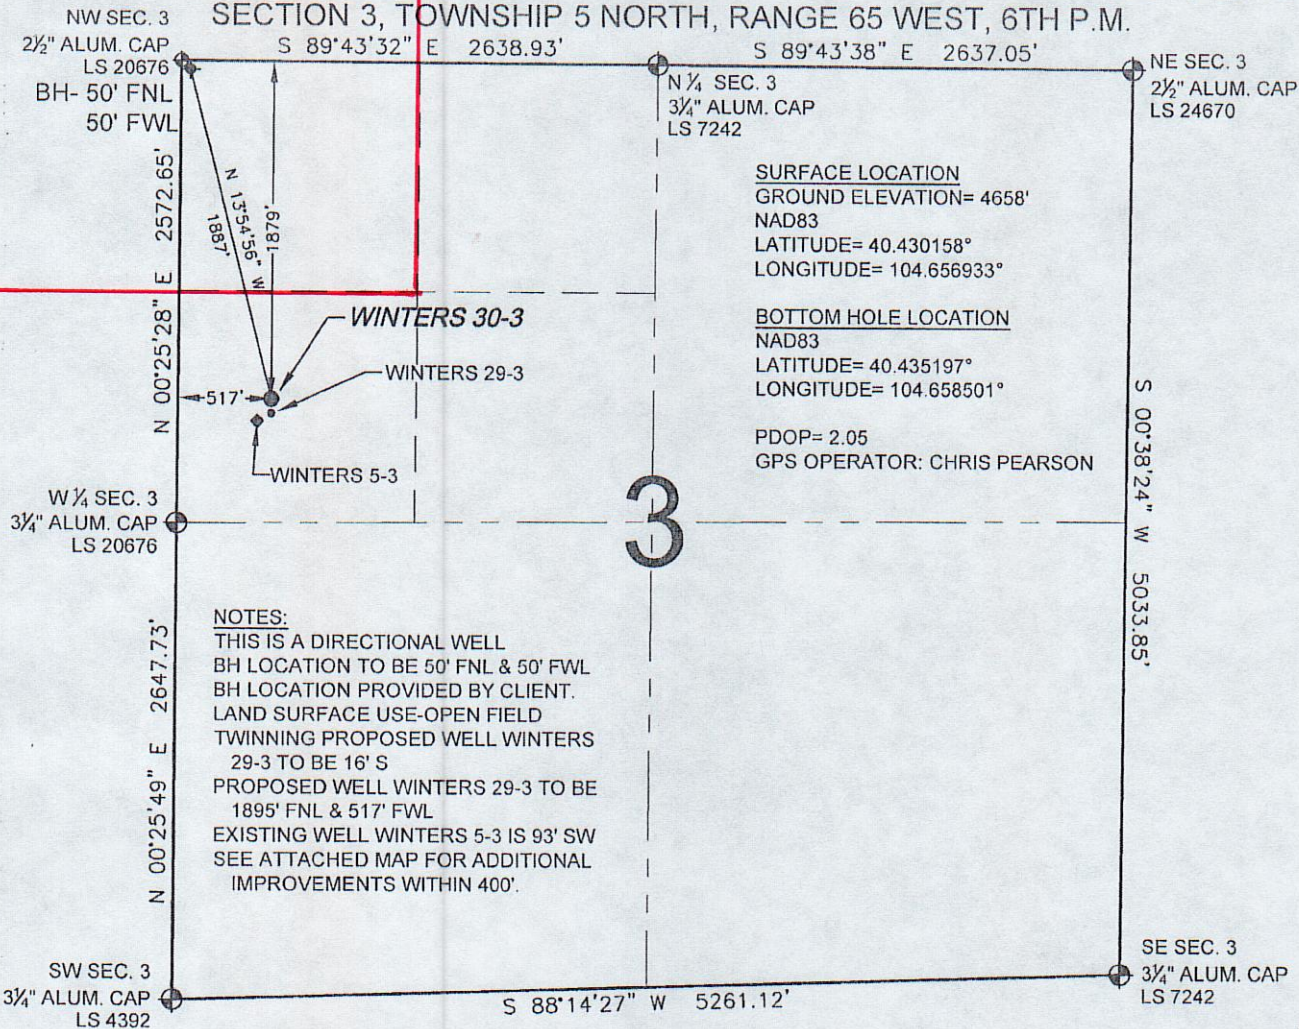 SECTION 3, TOWNSHIP 5 NORTH, RANGE 65 WEST, 6TH P.M.
NW SEC. 3
2½" ALUM. CAP
LS 20676
BH- 50' FNL
50' FWL
S 89°43'32" E 2638.93'
S 89°43'38" E 2637.05'
NE SEC. 3
2½" ALUM. CAP
LS 24670
N ¼ SEC. 3
3¼" ALUM. CAP
LS 7242
N 00°25'28" E 2572.65'
N 13°54'56" W
1887'
1879'
SURFACE LOCATION
GROUND ELEVATION= 4658'
NAD83
LATITUDE= 40.430158°
LONGITUDE= 104.656933°
BOTTOM HOLE LOCATION
NAD83
LATITUDE= 40.435197°
LONGITUDE= 104.658501°
PDOP= 2.05
GPS OPERATOR: CHRIS PEARSON
WINTERS 30-3
WINTERS 29-3
517'
WINTERS 5-3
W ¼ SEC. 3
3¼" ALUM. CAP
LS 20676
3
S 00°38'24" W 5033.85'
N 00°25'49" E 2647.73'
NOTES:
THIS IS A DIRECTIONAL WELL
BH LOCATION TO BE 50' FNL & 50' FWL
BH LOCATION PROVIDED BY CLIENT.
LAND SURFACE USE-OPEN FIELD
TWINNING PROPOSED WELL WINTERS
29-3 TO BE 16' S
PROPOSED WELL WINTERS 29-3 TO BE
1895' FNL & 517' FWL
EXISTING WELL WINTERS 5-3 IS 93' SW
SEE ATTACHED MAP FOR ADDITIONAL
IMPROVEMENTS WITHIN 400'.
SW SEC. 3
3¼" ALUM. CAP
LS 4392
S 88°14'27" W 5261.12'
SE SEC. 3
3¼" ALUM. CAP
LS 7242